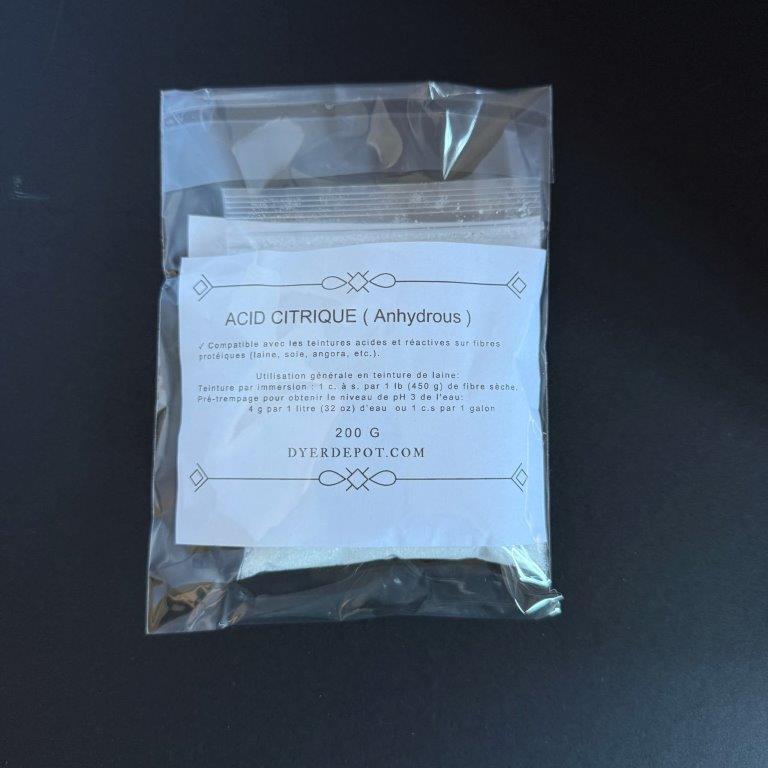 ACID CITRIQUE ( Anhydrous )
✓ Compatible avec les teintures acides et réactives sur fibres
protéiques (laine, soie, angora, etc.).
Utilisation générale en teinture de laine:
Teinture par immersion : 1 c. à s. par 1 lb (450 g) de fibre sèche.
Pré-trempage pour obtenir le niveau de pH 3 de l'eau:
4 g par 1 litre (32 oz) d'eau ou 1 c.s par 1 galon
200 G
DYERDEPOT.COM